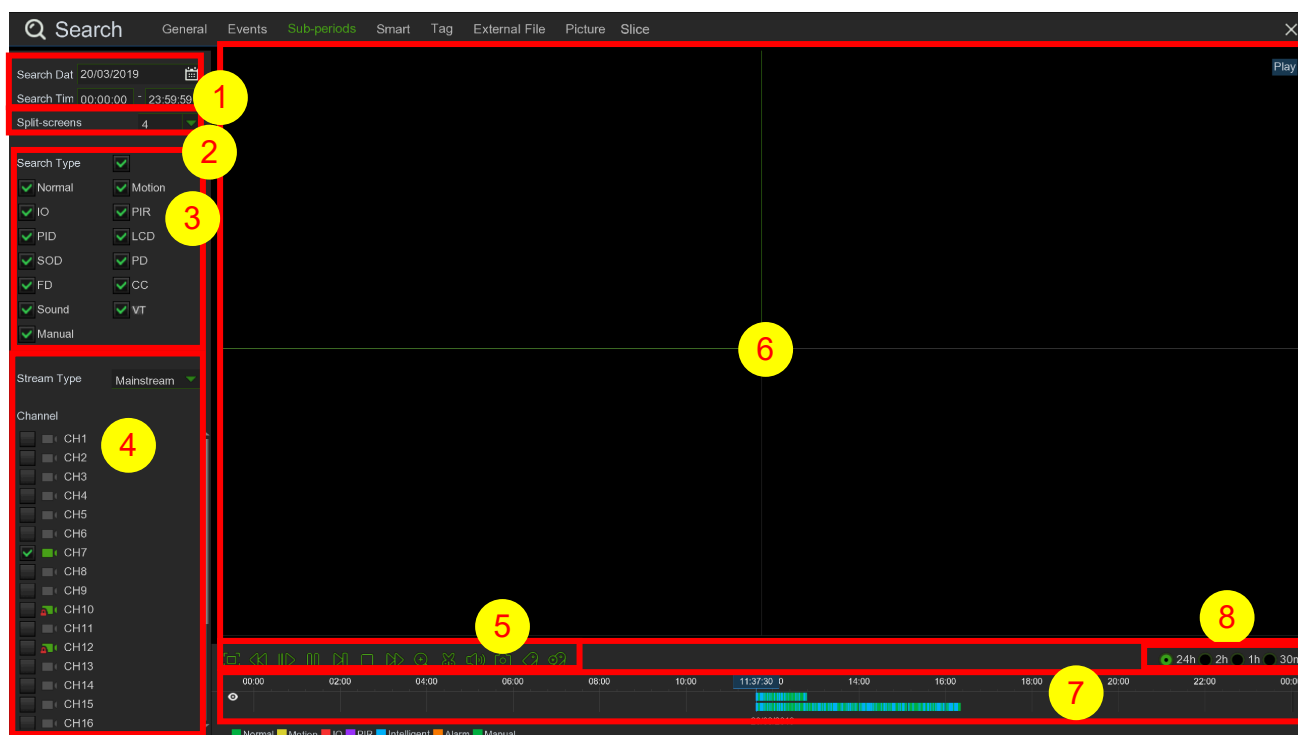 Search General Events Sub-periods Smart Tag External File Picture Slice
Search Dat 20/03/2019
Play
Search Tim 00:00:00 - 23:59:59
1
Split-screens 4
2
Search Type
Normal Motion
IO PIR
3
PID LCD
SOD PD
FD CC
Sound VT
Manual
6
Stream Type Mainstream
Channel
CH1
4
CH2
CH3
CH4
CH5
CH6
CH7
CH8
CH9
CH10
CH11
CH12
CH13
CH14
CH15
CH16
5
8
24h 2h 1h 30m
00:00 02:00 04:00 06:00 08:00 10:00 11:37:30 0 14:00 16:00 18:00 20:00 22:00 00:0
7
Normal Motion IO PIR Intelligent Alarm Manual